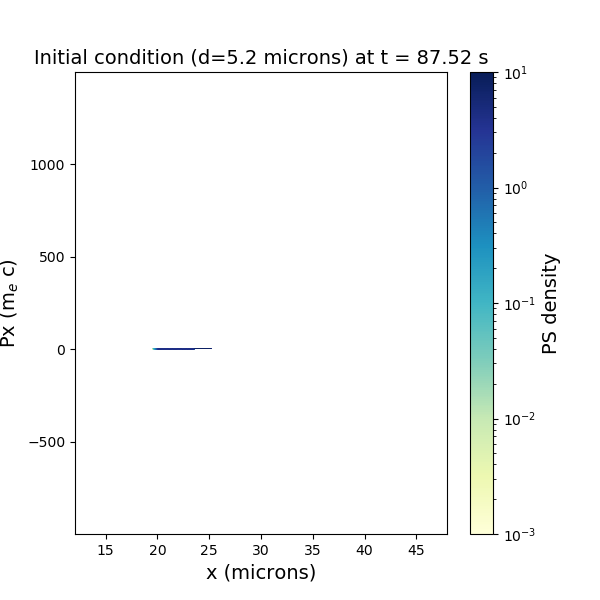 Initial condition (d=5.2 microns) at t = 87.52 s
Px (mₑ c)
1000
500
0
−500
15 20 25 30 35 40 45
x (microns)
10¹
10⁰
10⁻¹
10⁻²
10⁻³
PS density